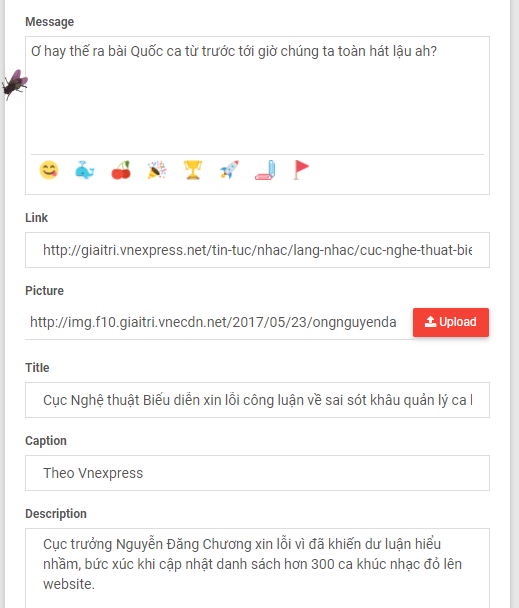 Message
Ơ hay thế ra bài Quốc ca từ trước tới giờ chúng ta toàn hát lậu ah?
Link
http://giaitri.vnexpress.net/tin-tuc/nhac/lang-nhac/cuc-nghe-thuat-bie
Picture
http://img.f10.giaitri.vnecdn.net/2017/05/23/ongnguyenda
Upload
Title
Cục Nghệ thuật Biểu diễn xin lỗi công luận về sai sót khâu quản lý ca
Caption
Theo Vnexpress
Description
Cục trưởng Nguyễn Đăng Chương xin lỗi vì đã khiến dư luận hiểu
nhầm, bức xúc khi cập nhật danh sách hơn 300 ca khúc nhạc đỏ lên
website.